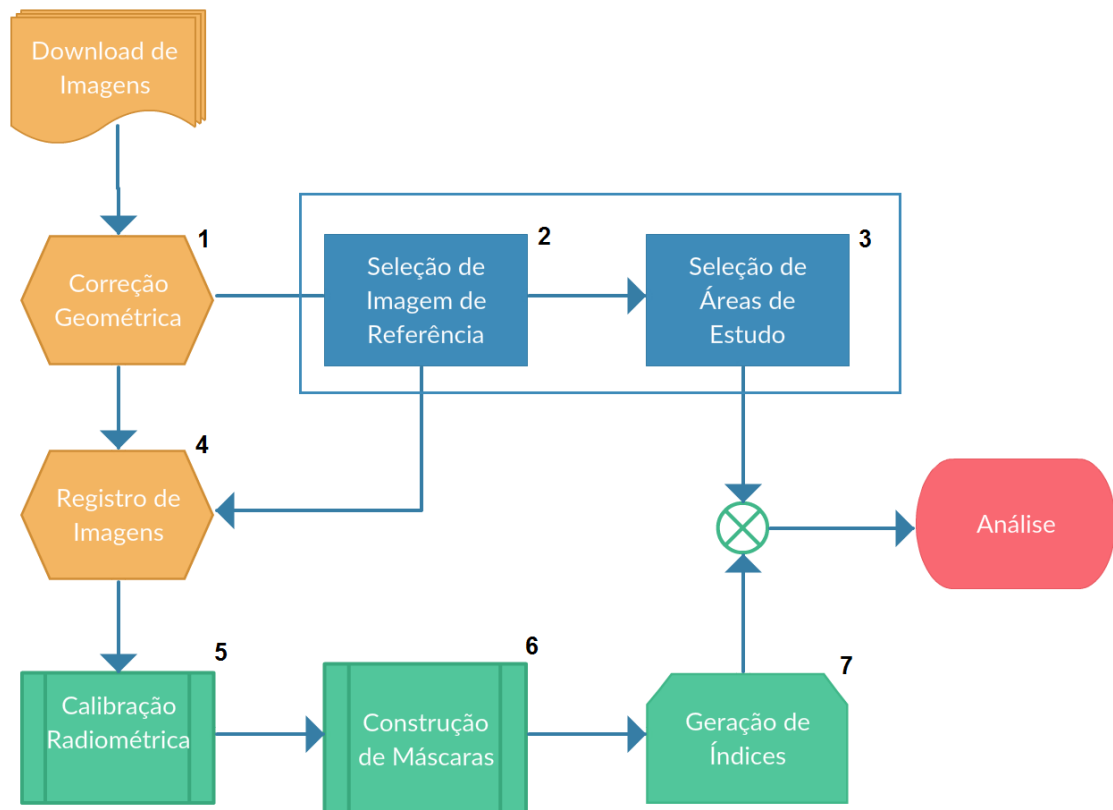 Download de
Imagens
1
Correção
Geométrica
2
Seleção de
Imagem de
Referência
3
Seleção de
Áreas de
Estudo
4
Registro de
Imagens
Análise
5
Calibração
Radiométrica
6
Construção
de Máscaras
7
Geração de
Índices